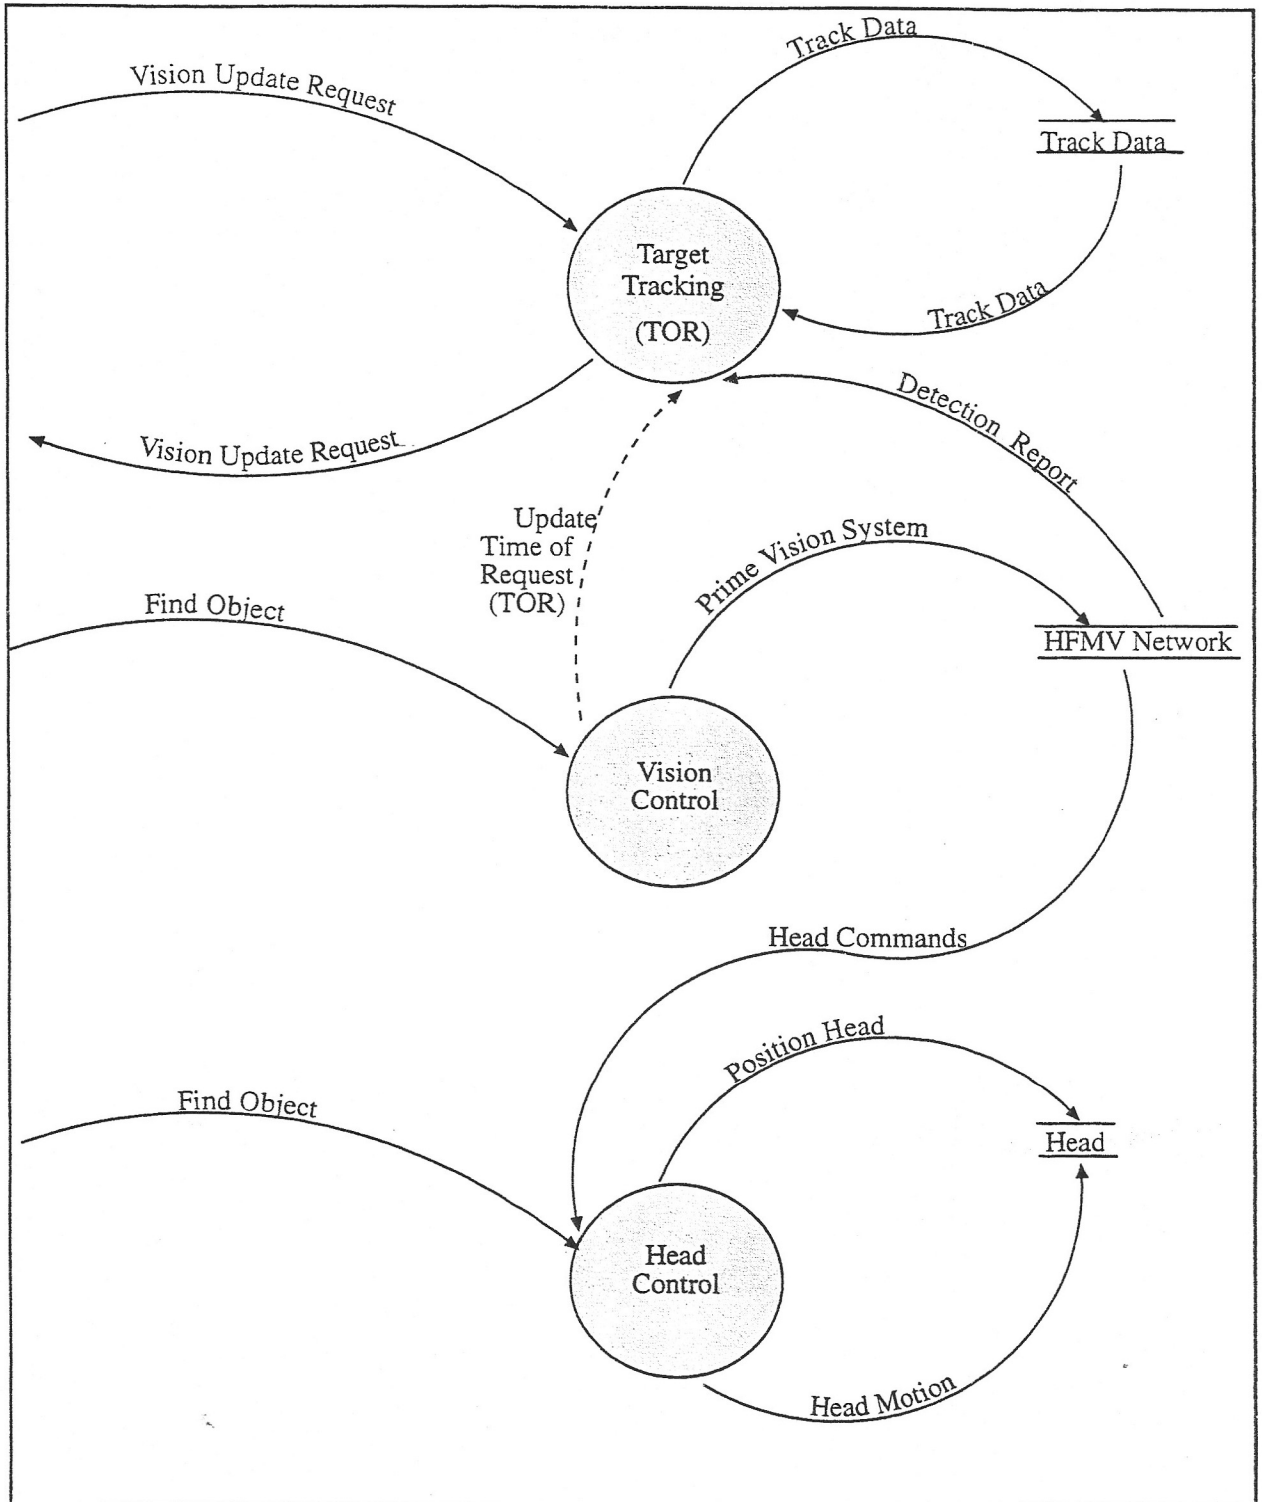 Track Data
Vision Update Request
Track Data
Target
Tracking
(TOR)
Track Data
Detection Report
Vision Update Request
Update
Time of
Request
(TOR)
Prime Vision System
Find Object
HFMV Network
Vision
Control
Head Commands
Position Head
Find Object
Head
Head
Control
Head Motion